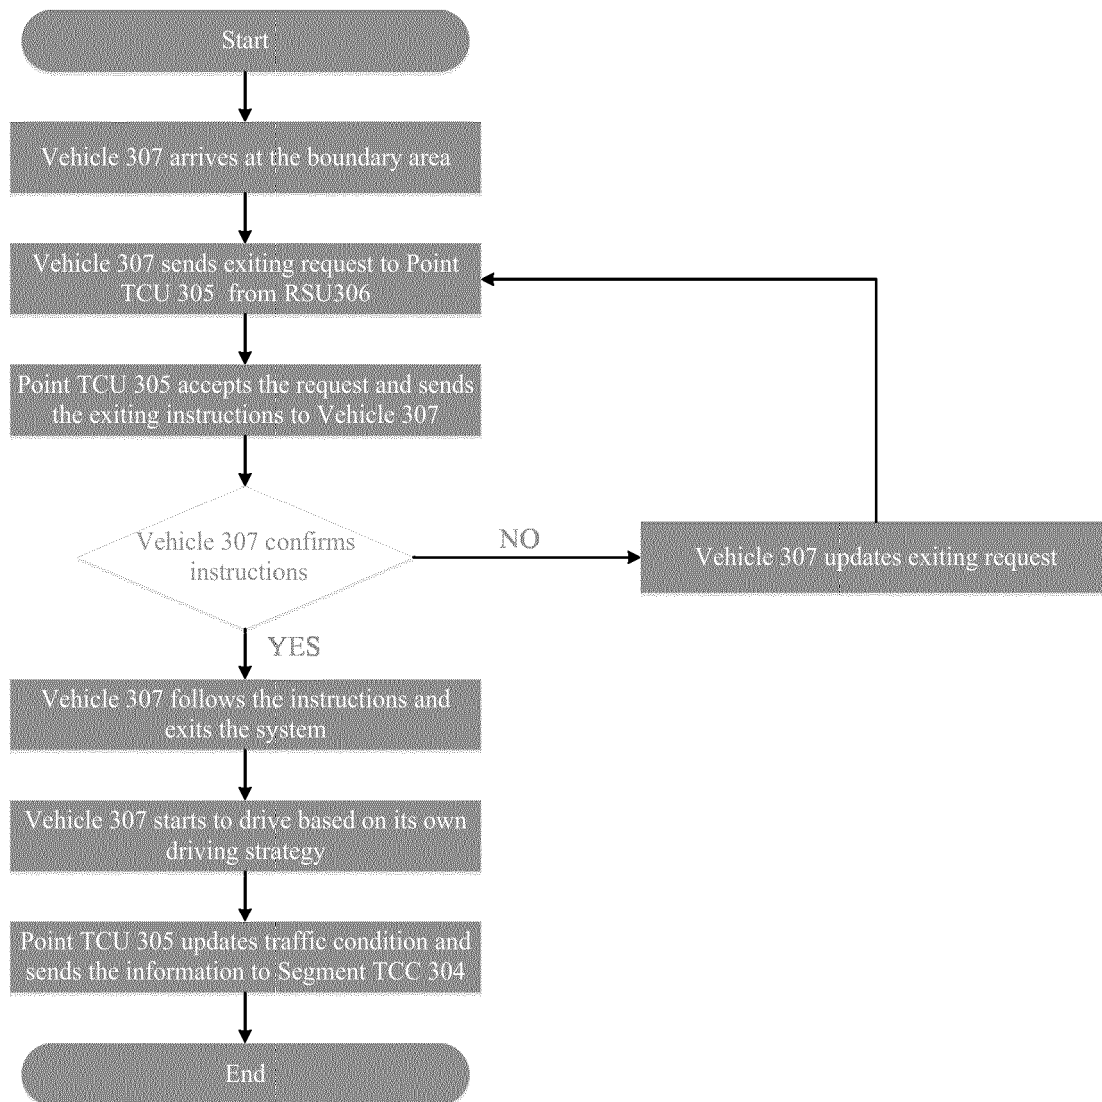 Start
Vehicle 307 arrives at the boundary area
Vehicle 307 sends exiting request to Point
TCU 305 from RSU306
Point TCU 305 accepts the request and sends
the exiting instructions to Vehicle 307
Vehicle 307 confirms
instructions
NO
Vehicle 307 updates exiting request
YES
Vehicle 307 follows the instructions and
exits the system
Vehicle 307 starts to drive based on its own
driving strategy
Point TCU 305 updates traffic condition and
sends the information to Segment TCC 304
End